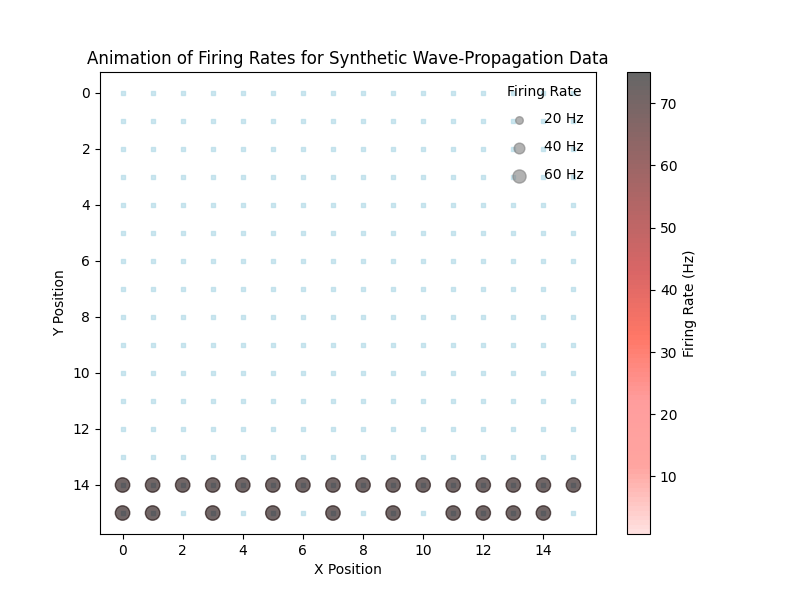 Animation of Firing Rates for Synthetic Wave-Propagation Data
Firing Rate
20 Hz
40 Hz
60 Hz
0
2
4
6
8
10
12
14
Y Position
0
2
4
6
8
10
12
14
X Position
70
60
50
40
30
20
10
Firing Rate (Hz)